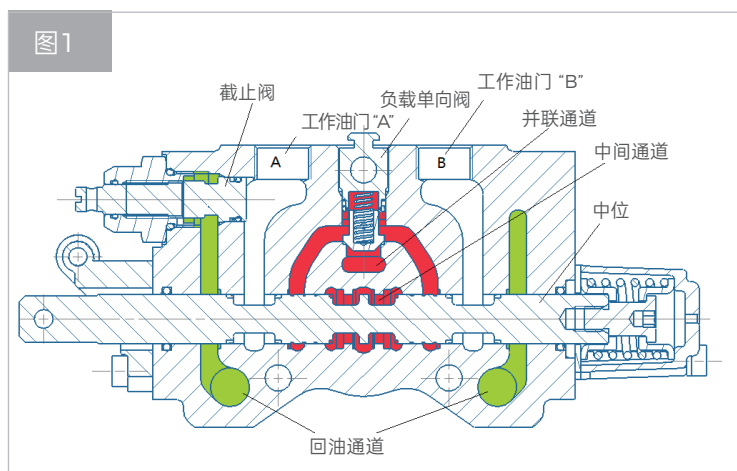 图1
截止阀
工作油门“A”
负载单向阀
工作油门 “B”
并联通道
中间通道
中位
A
B
回油通道